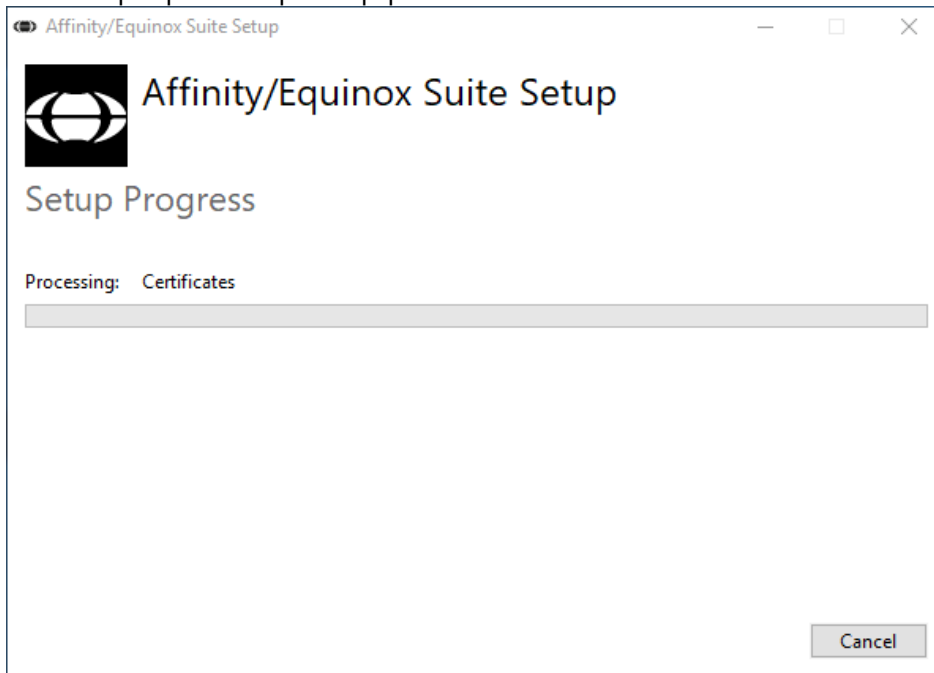 Affinity/Equinox Suite Setup
Affinity/Equinox Suite Setup
Setup Progress
Processing: Certificates
Cancel